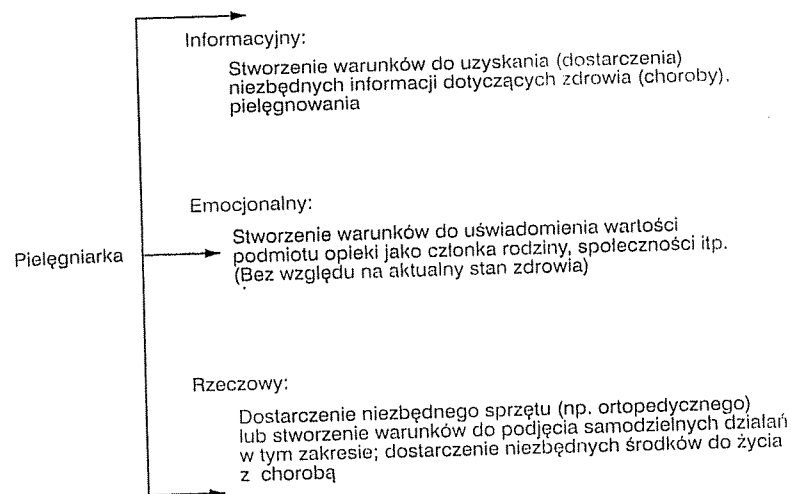 Informacyjny:
Stworzenie warunków do uzyskania (dostarczenia)
niezbędnych informacji dotyczących zdrowia (choroby),
pielęgnowania
Emocjonalny:
Stworzenie warunków do uświadomienia wartości
podmiotu opieki jako członka rodziny, społeczności itp.
(Bez względu na aktualny stan zdrowia)
Pielęgniarka
Rzeczowy:
Dostarczenie niezbędnego sprzętu (np. ortopedycznego)
lub stworzenie warunków do podjęcia samodzielnych działań
w tym zakresie; dostarczenie niezbędnych środków do życia
z chorobą